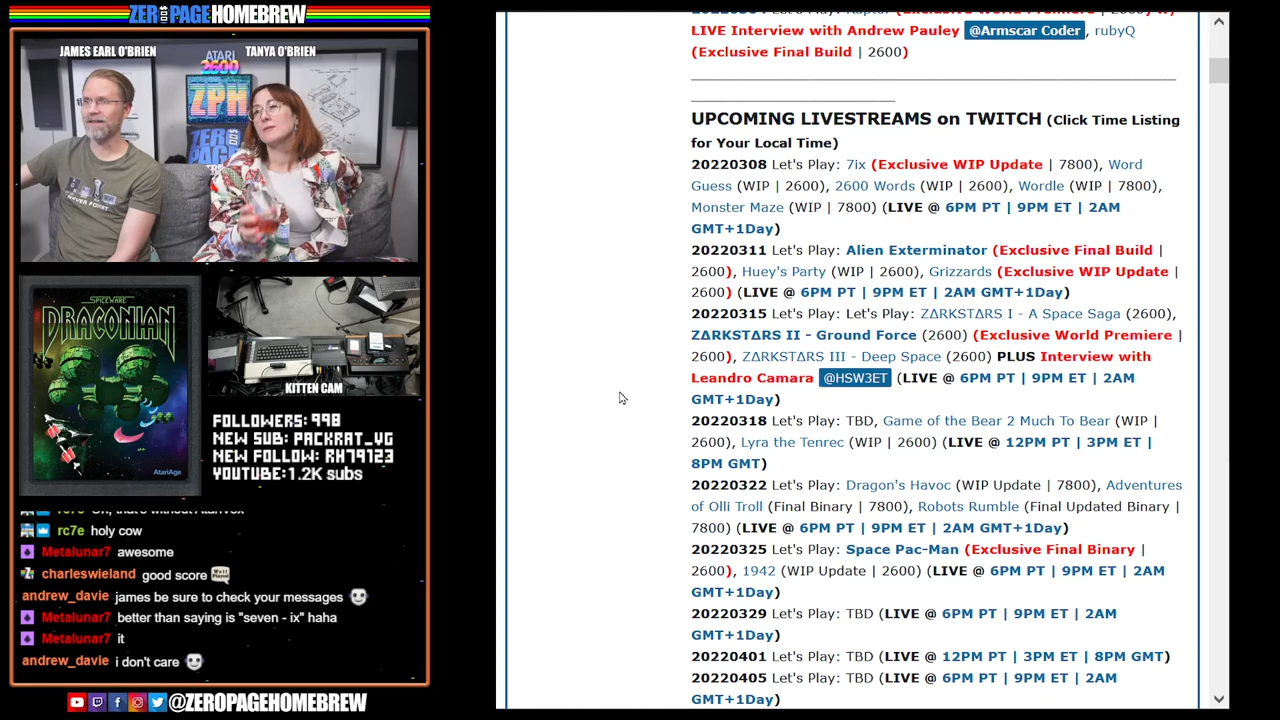 ZERO PAGE HOMEBREW
JAMES EARL O'BRIEN
TANYA O'BRIEN
ATARI
2600
ZPH
SPICEWARE
DRACONIAN
AtariAge
KITTEN CAM
FOLLOWERS: 998
NEW SUB: PACKRAT_VG
NEW FOLLOW: RH79123
YOUTUBE: 1.2K subs
rc7e holy cow
Metalunar7 awesome
charleswieland good score
andrew_davie james be sure to check your messages
Metalunar7 better than saying is "seven - ix" haha
Metalunar7 it
andrew_davie i don't care
@ZEROPAGEHOMEBREW
LIVE Interview with Andrew Pauley @Armscar Coder, rubyQ
(Exclusive Final Build | 2600)
UPCOMING LIVESTREAMS on TWITCH (Click Time Listing
for Your Local Time)
20220308 Let's Play: 7ix (Exclusive WIP Update | 7800), Word
Guess (WIP | 2600), 2600 Words (WIP | 2600), Wordle (WIP | 7800),
Monster Maze (WIP | 7800) (LIVE @ 6PM PT | 9PM ET | 2AM
GMT+1Day)
20220311 Let's Play: Alien Exterminator (Exclusive Final Build |
2600), Huey's Party (WIP | 2600), Grizzards (Exclusive WIP Update |
2600) (LIVE @ 6PM PT | 9PM ET | 2AM GMT+1Day)
20220315 Let's Play: Let's Play: ZΔRKSTΔRS I - A Space Saga (2600),
ZΔRKSTΔRS II - Ground Force (2600) (Exclusive World Premiere |
2600), ZΔRKSTΔRS III - Deep Space (2600) PLUS Interview with
Leandro Camara @HSW3ET (LIVE @ 6PM PT | 9PM ET | 2AM
GMT+1Day)
20220318 Let's Play: TBD, Game of the Bear 2 Much To Bear (WIP |
2600), Lyra the Tenrec (WIP | 2600) (LIVE @ 12PM PT | 3PM ET |
8PM GMT)
20220322 Let's Play: Dragon's Havoc (WIP Update | 7800), Adventures
of Olli Troll (Final Binary | 7800), Robots Rumble (Final Updated Binary |
7800) (LIVE @ 6PM PT | 9PM ET | 2AM GMT+1Day)
20220325 Let's Play: Space Pac-Man (Exclusive Final Binary |
2600), 1942 (WIP Update | 2600) (LIVE @ 6PM PT | 9PM ET | 2AM
GMT+1Day)
20220329 Let's Play: TBD (LIVE @ 6PM PT | 9PM ET | 2AM
GMT+1Day)
20220401 Let's Play: TBD (LIVE @ 12PM PT | 3PM ET | 8PM GMT)
20220405 Let's Play: TBD (LIVE @ 6PM PT | 9PM ET | 2AM
GMT+1Day)